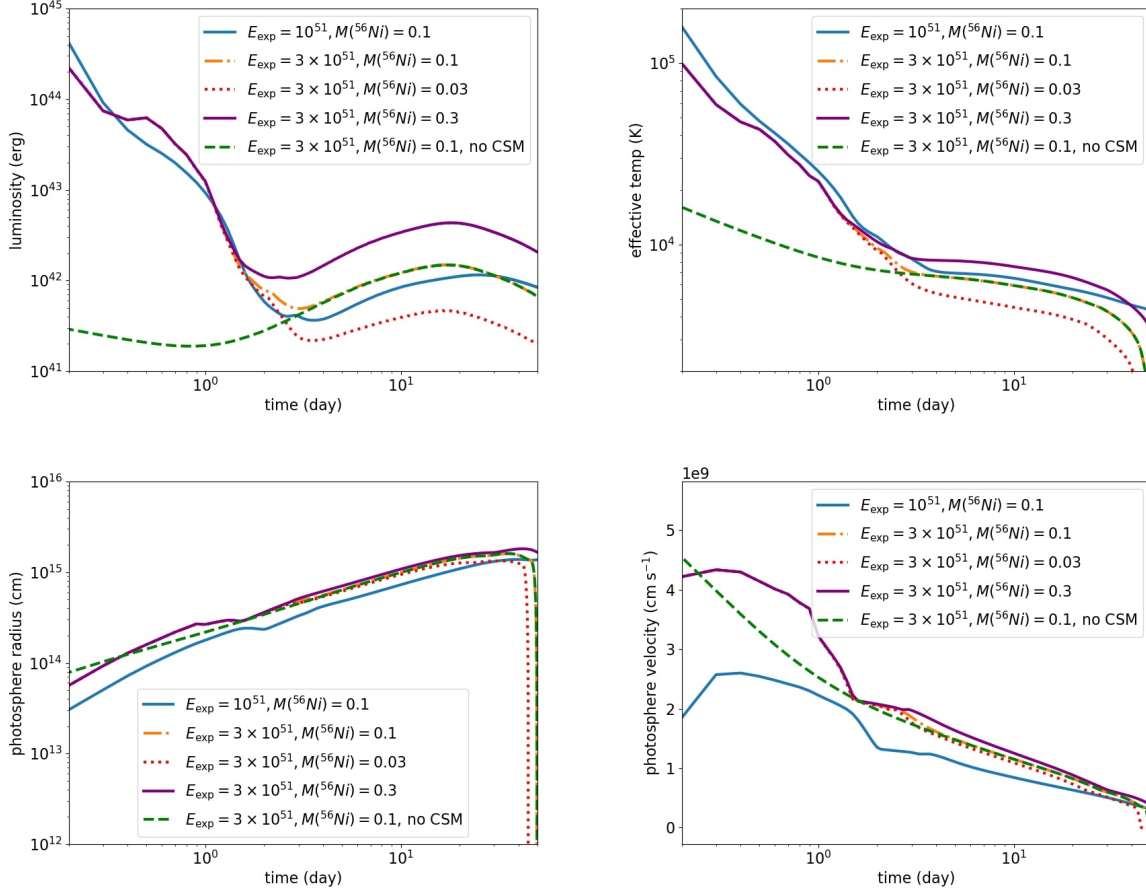 10^45
10^44
10^43
10^42
10^41
luminosity (erg)
10^0
10^1
time (day)
E_exp = 10^51, M(^56Ni) = 0.1
E_exp = 3 × 10^51, M(^56Ni) = 0.1
E_exp = 3 × 10^51, M(^56Ni) = 0.03
E_exp = 3 × 10^51, M(^56Ni) = 0.3
E_exp = 3 × 10^51, M(^56Ni) = 0.1, no CSM
10^5
10^4
effective temp (K)
10^0
10^1
time (day)
E_exp = 10^51, M(^56Ni) = 0.1
E_exp = 3 × 10^51, M(^56Ni) = 0.1
E_exp = 3 × 10^51, M(^56Ni) = 0.03
E_exp = 3 × 10^51, M(^56Ni) = 0.3
E_exp = 3 × 10^51, M(^56Ni) = 0.1, no CSM
10^16
10^15
10^14
10^13
10^12
photosphere radius (cm)
10^0
10^1
time (day)
E_exp = 10^51, M(^56Ni) = 0.1
E_exp = 3 × 10^51, M(^56Ni) = 0.1
E_exp = 3 × 10^51, M(^56Ni) = 0.03
E_exp = 3 × 10^51, M(^56Ni) = 0.3
E_exp = 3 × 10^51, M(^56Ni) = 0.1, no CSM
1e9
5
4
3
2
1
0
photosphere velocity (cm s^−1)
10^0
10^1
time (day)
E_exp = 10^51, M(^56Ni) = 0.1
E_exp = 3 × 10^51, M(^56Ni) = 0.1
E_exp = 3 × 10^51, M(^56Ni) = 0.03
E_exp = 3 × 10^51, M(^56Ni) = 0.3
E_exp = 3 × 10^51, M(^56Ni) = 0.1, no CSM